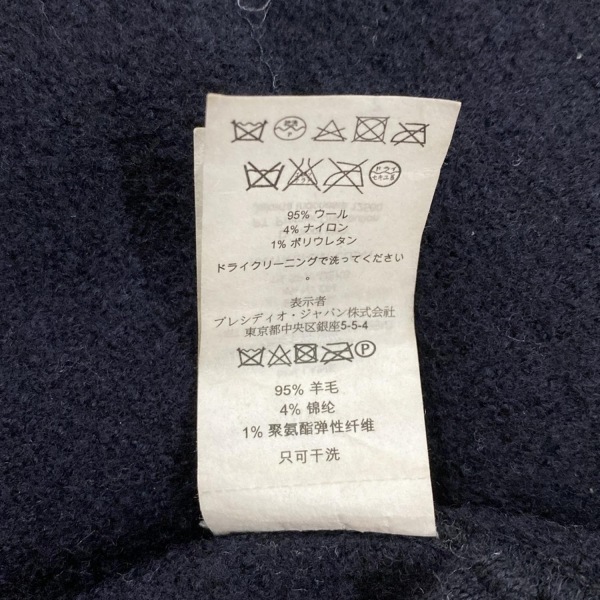 95% ウール
4% ナイロン
1% ポリウレタン
ドライクリーニングで洗ってください
。
表示者
プレシディオ・ジャパン株式会社
東京都中央区銀座5-5-4
P
95% 羊毛
4% 锦纶
1% 聚氨酯弹性纤维
只可干洗